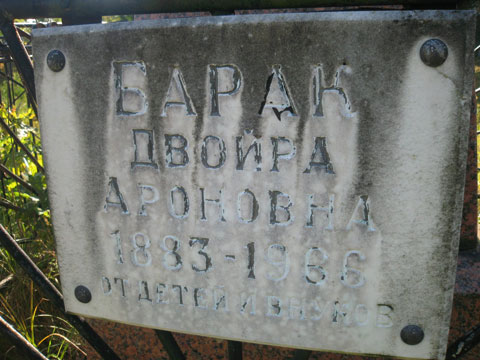 БАРАК
ДВОЙРА
АРОНОВНА
1883-1966
ОТ ДЕТЕЙ И ВНУКОВ